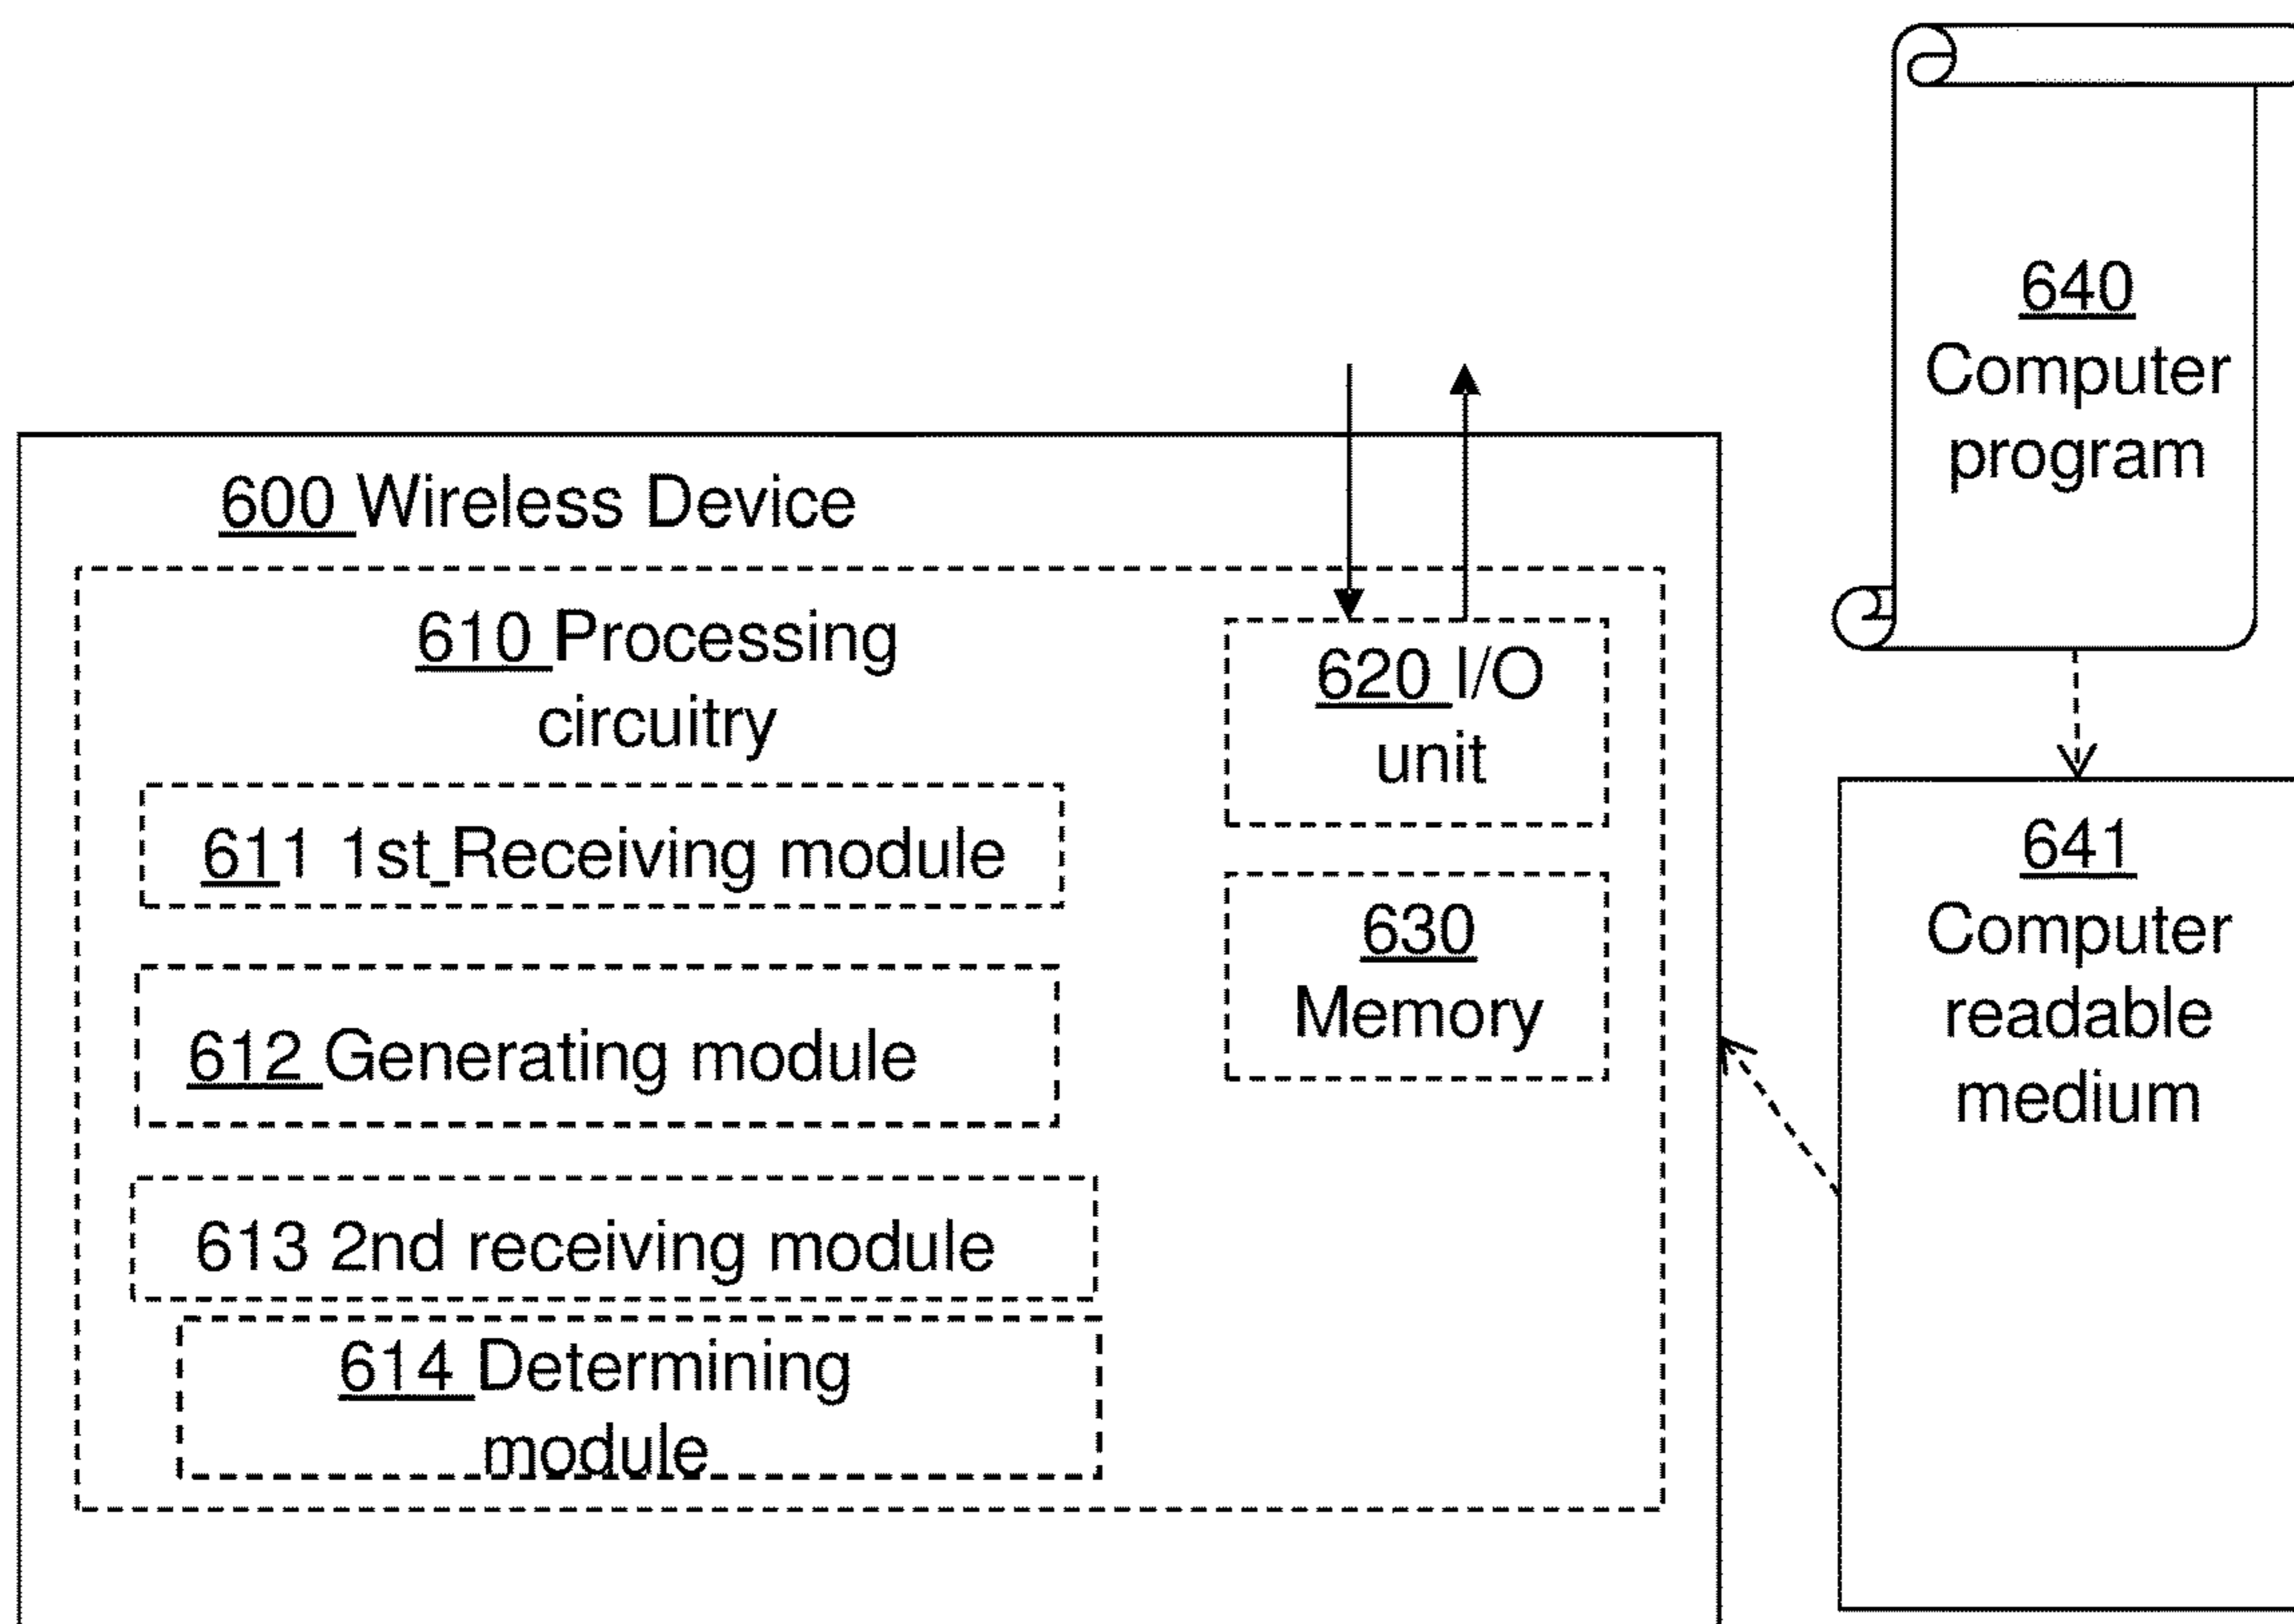 600 Wireless Device
610 Processing
circuitry
611 1st Receiving module
612 Generating module
613 2nd receiving module
614 Determining
module
620 I/O
unit
630
Memory
640
Computer
program
641
Computer
readable
medium